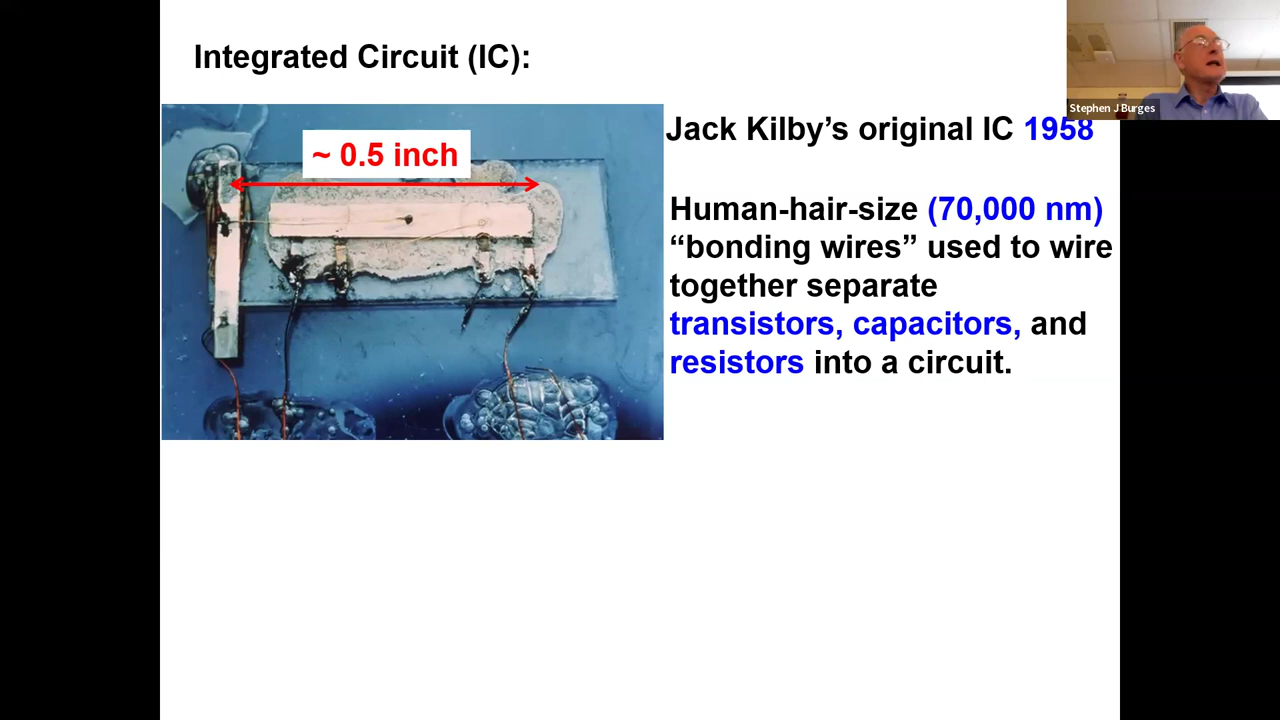 Integrated Circuit (IC):
Stephen J Burges
~ 0.5 inch
Jack Kilby’s original IC 1958
Human-hair-size (70,000 nm)
“bonding wires” used to wire
together separate
transistors, capacitors, and
resistors into a circuit.